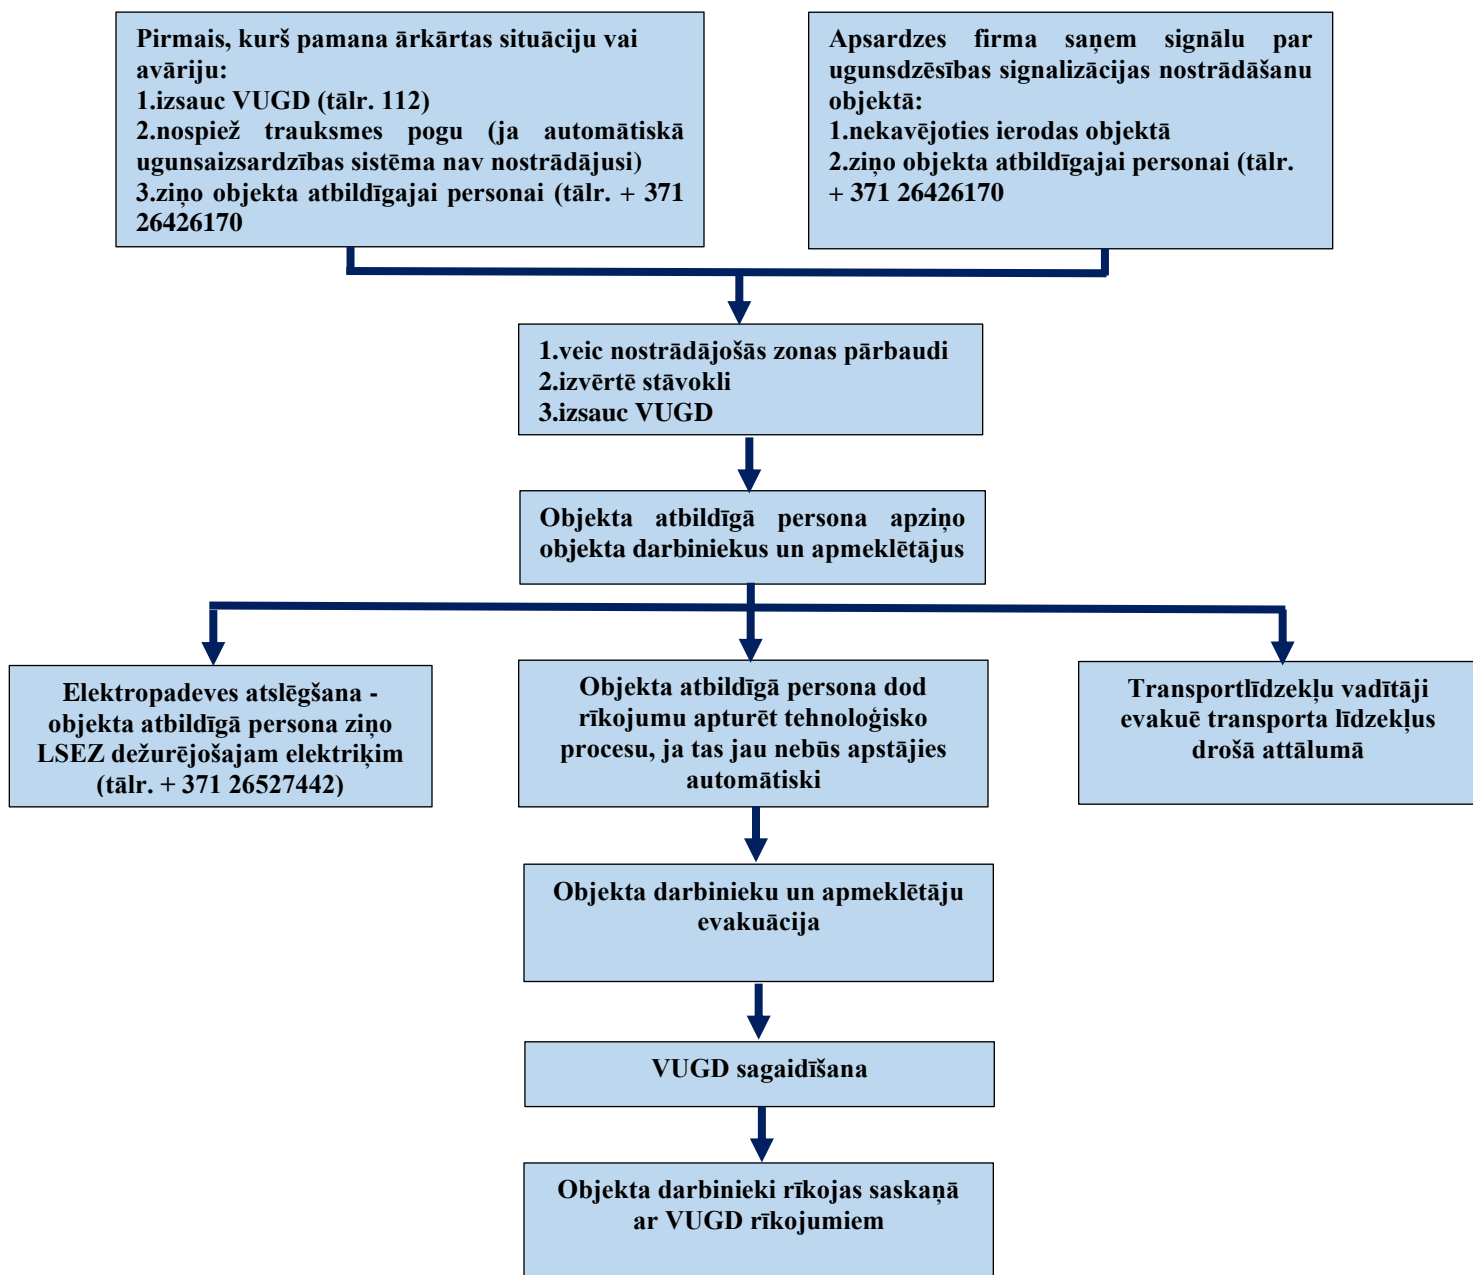 Pirmais, kurš pamana ārkārtas situāciju vai
avāriju:
1.izsauc VUGD (tālr. 112)
2.nospiež trauksmes pogu (ja automātiskā
ugunsaizsardzības sistēma nav nostrādājusi)
3.ziņo objekta atbildīgajai personai (tālr. + 371
26426170
Apsardzes firma saņem signālu par
ugunsdzēsības signalizācijas nostrādāšanu
objektā:
1.nekavējoties ierodas objektā
2.ziņo objekta atbildīgajai personai (tālr.
+ 371 26426170
1.veic nostrādājošās zonas pārbaudi
2.izvērtē stāvokli
3.izsauc VUGD
Objekta atbildīgā persona apziņo
objekta darbiniekus un apmeklētājus
Elektropadeves atslēgšana -
objekta atbildīgā persona ziņo
LSEZ dežurējošajam elektriķim
(tālr. + 371 26527442)
Objekta atbildīgā persona dod
rīkojumu apturēt tehnoloģisko
procesu, ja tas jau nebūs apstājies
automātiski
Transportlīdzekļu vadītāji
evakuē transporta līdzekļus
drošā attālumā
Objekta darbinieku un apmeklētāju
evakuācija
VUGD sagaidīšana
Objekta darbinieki rīkojas saskaņā
ar VUGD rīkojumiem